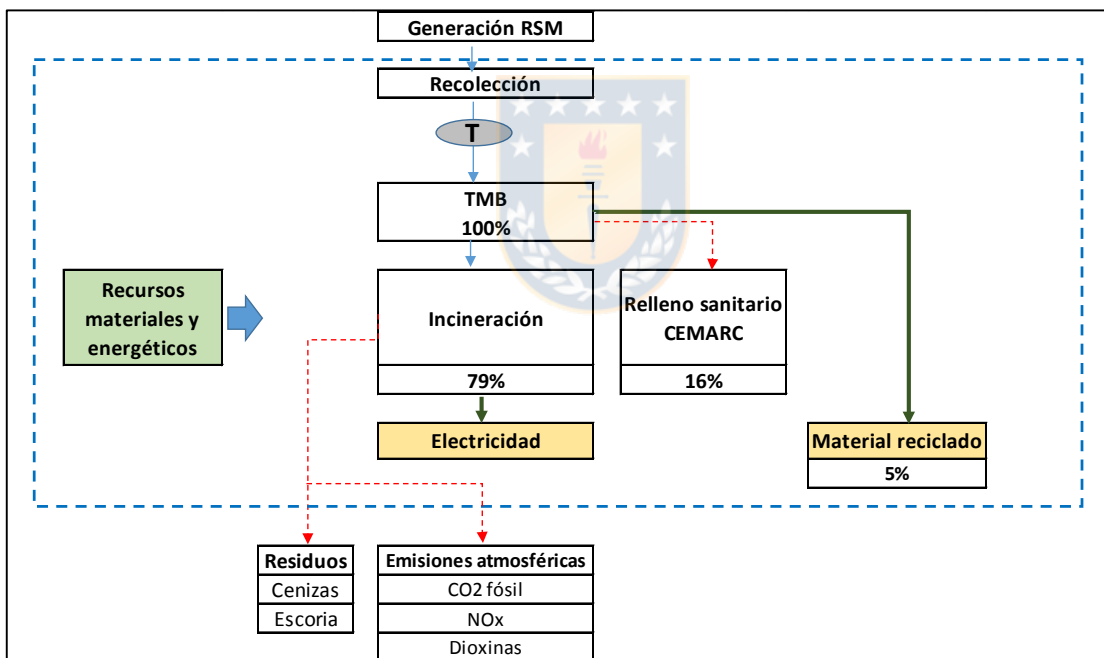 Generación RSM
Recolección
T
TMB
100%
Recursos
materiales y
energéticos
Incineración
79%
Relleno sanitario
CEMARC
16%
Electricidad
Material reciclado
5%
Residuos
Cenizas
Escoria
Emisiones atmosféricas
CO2 fósil
NOx
Dioxinas